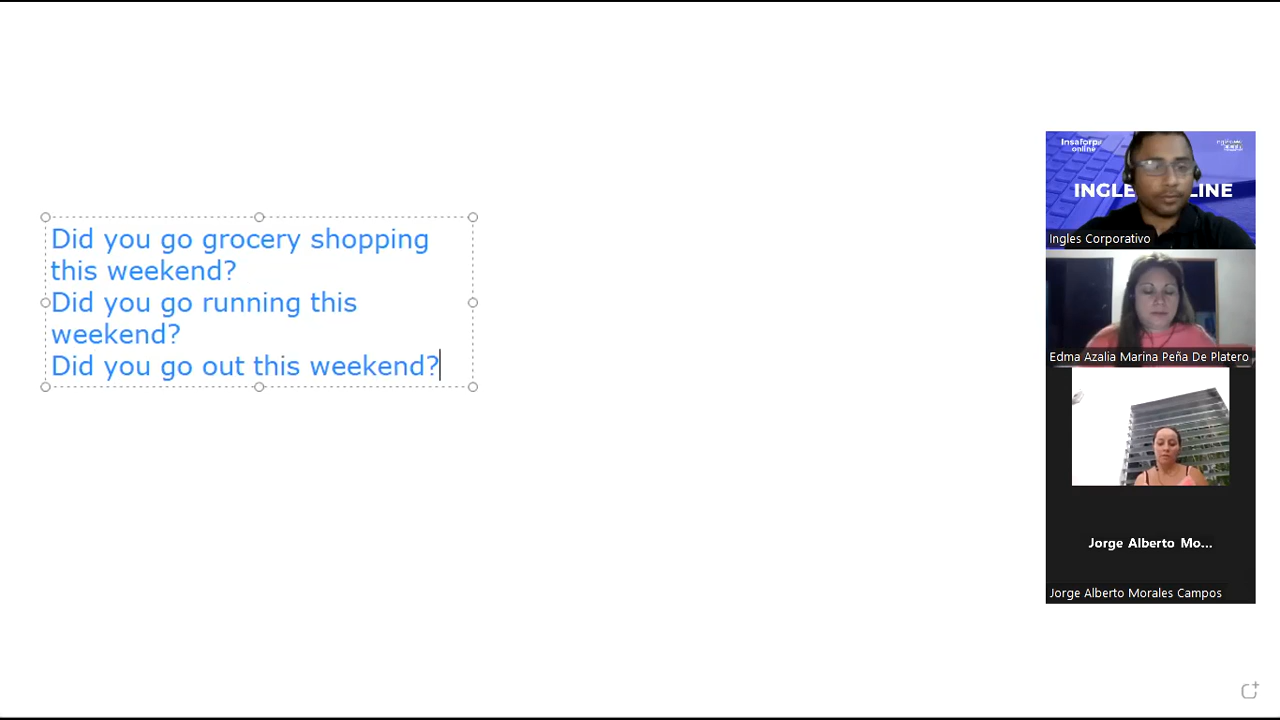 Did you go grocery shopping
this weekend?
Did you go running this
weekend?
Did you go out this weekend?
Insaforp
online
INGLE
LINE
Ingles Corporativo
Edma Azalia Marina Peña De Platero
Jorge Alberto Mo...
Jorge Alberto Morales Campos